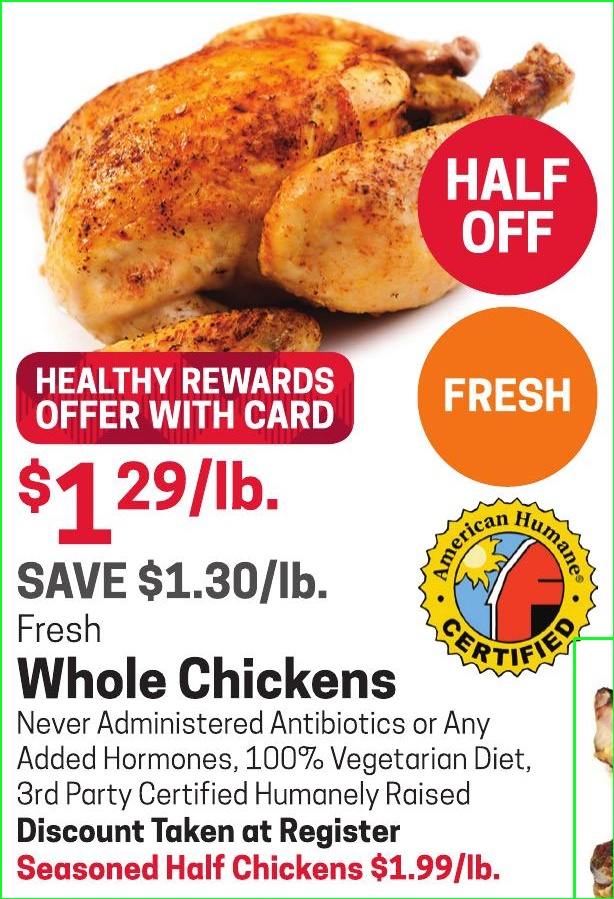 HALF
OFF
FRESH
HEALTHY REWARDS
OFFER WITH CARD
$1 29/lb.
SAVE $1.30/lb.
American Humane®
CERTIFIED
Fresh
Whole Chickens
Never Administered Antibiotics or Any
Added Hormones, 100% Vegetarian Diet,
3rd Party Certified Humanely Raised
Discount Taken at Register
Seasoned Half Chickens $1.99/lb.